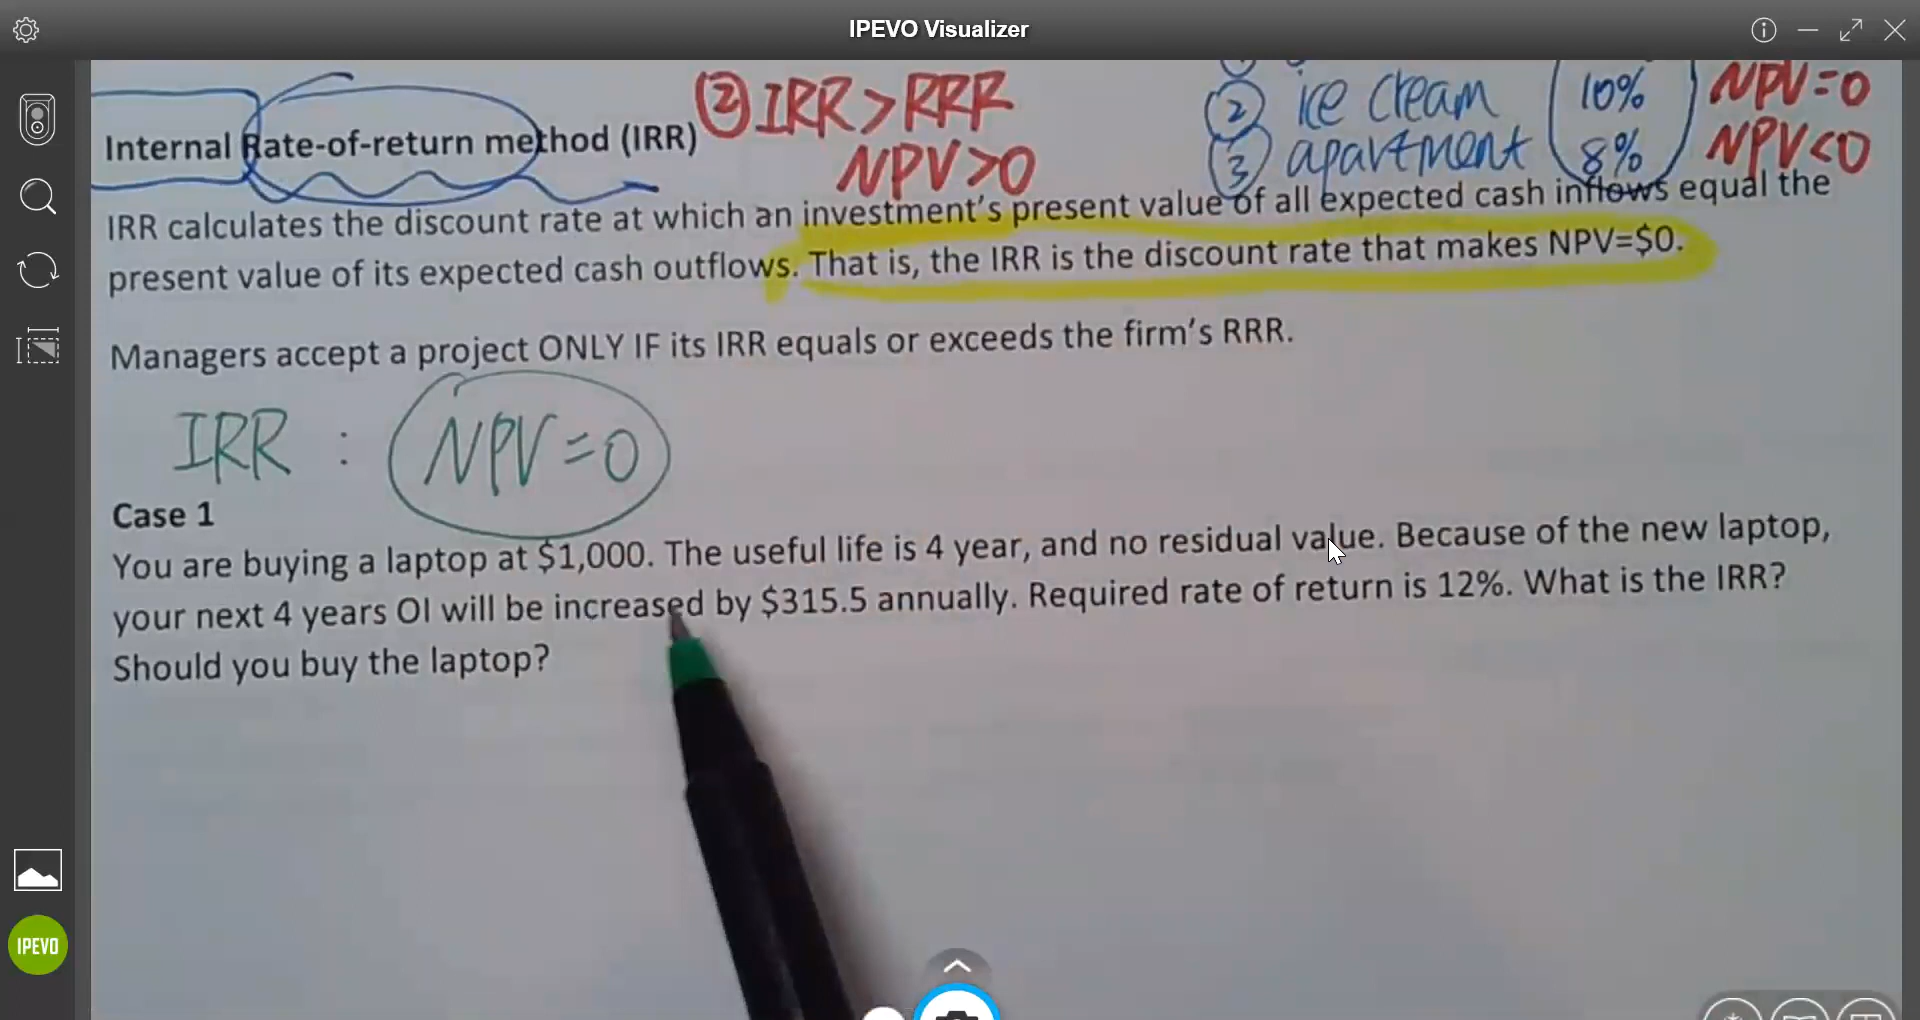 IPEVO Visualizer
② IRR > RRR
NPV>0
② ice cream 10% NPV=0
③ apartment 8% NPV<0
Internal Rate-of-return method (IRR)
IRR calculates the discount rate at which an investment's present value of all expected cash inflows equal the
present value of its expected cash outflows. That is, the IRR is the discount rate that makes NPV=$0.
Managers accept a project ONLY IF its IRR equals or exceeds the firm's RRR.
IRR : NPV=0
Case 1
You are buying a laptop at $1,000. The useful life is 4 year, and no residual value. Because of the new laptop,
your next 4 years OI will be increased by $315.5 annually. Required rate of return is 12%. What is the IRR?
Should you buy the laptop?
IPEVO